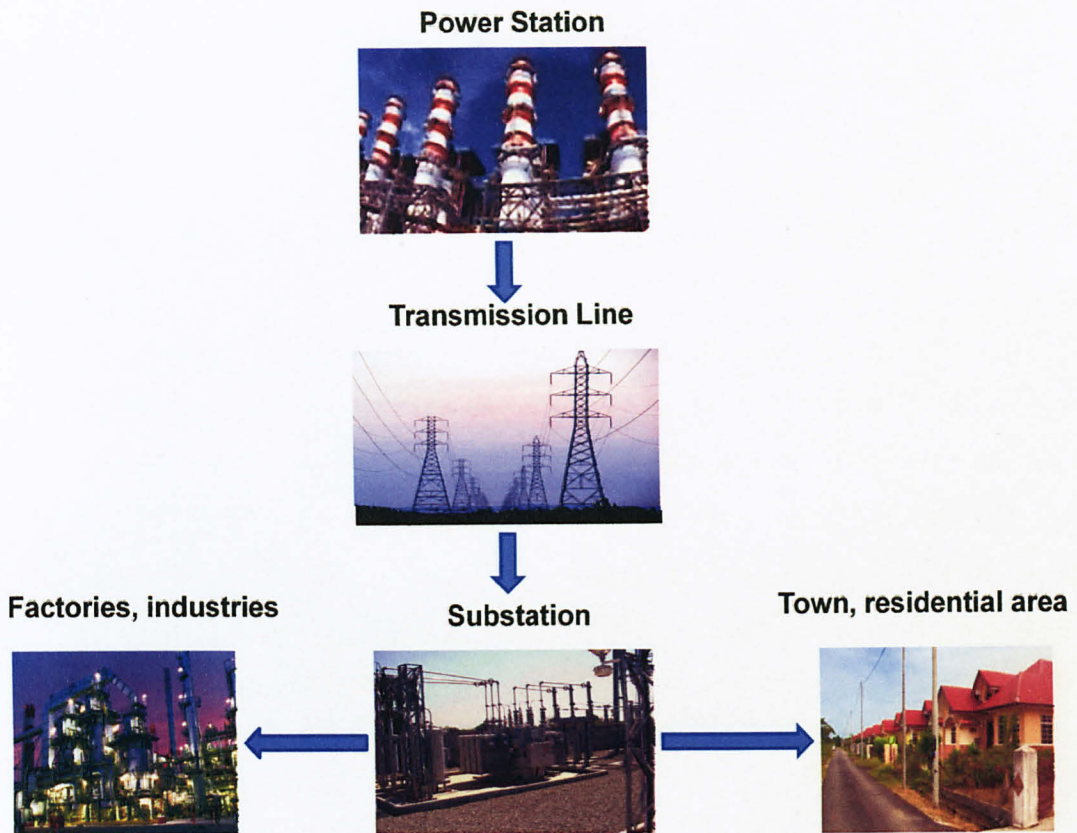 Power Station
Transmission Line
Factories, industries
Substation
Town, residential area